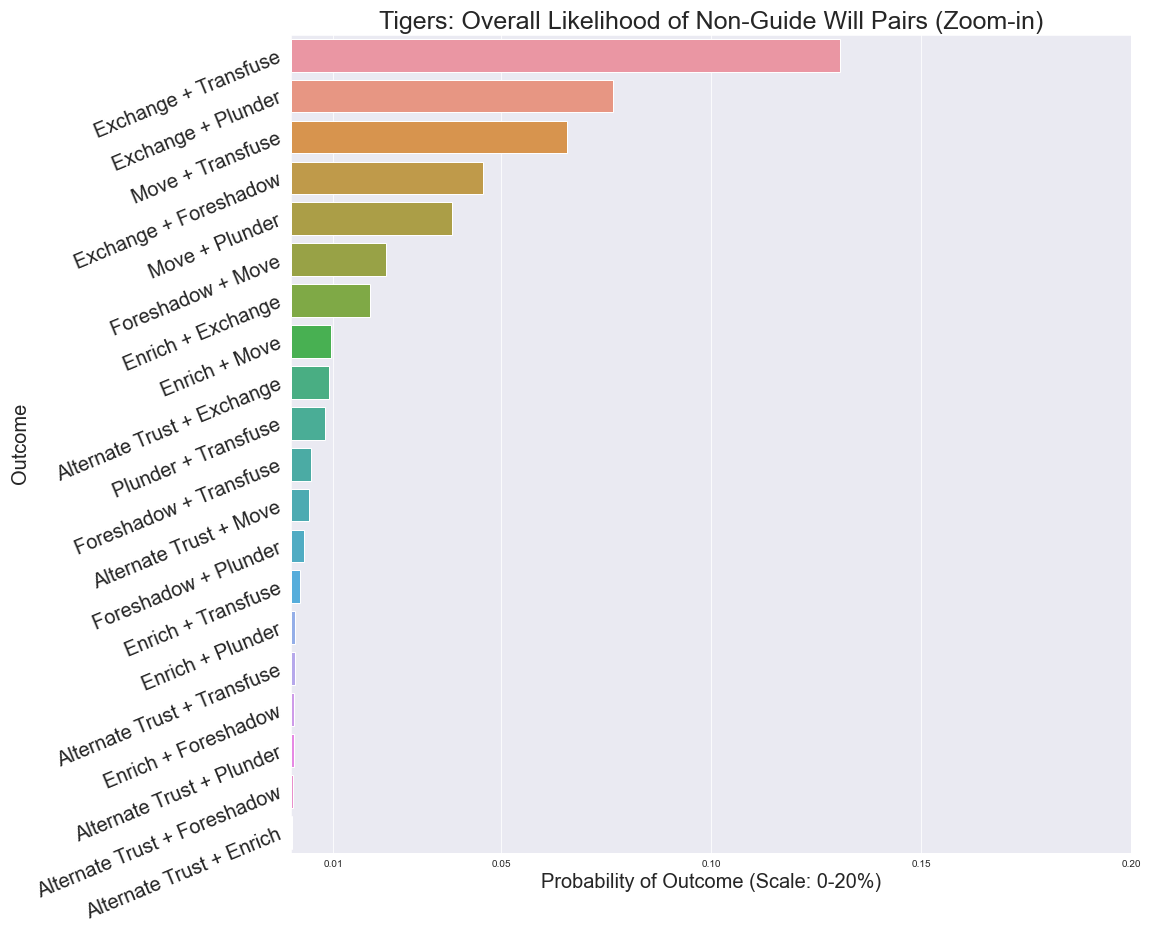 Tigers: Overall Likelihood of Non-Guide Will Pairs (Zoom-in)
Outcome
Exchange + Transfuse
Exchange + Plunder
Move + Transfuse
Exchange + Foreshadow
Move + Plunder
Foreshadow + Move
Enrich + Exchange
Enrich + Move
Alternate Trust + Exchange
Plunder + Transfuse
Foreshadow + Transfuse
Alternate Trust + Move
Foreshadow + Plunder
Enrich + Transfuse
Enrich + Plunder
Alternate Trust + Transfuse
Enrich + Foreshadow
Alternate Trust + Plunder
Alternate Trust + Foreshadow
Alternate Trust + Enrich
0.01 0.05 0.10 0.15 0.20
Probability of Outcome (Scale: 0-20%)